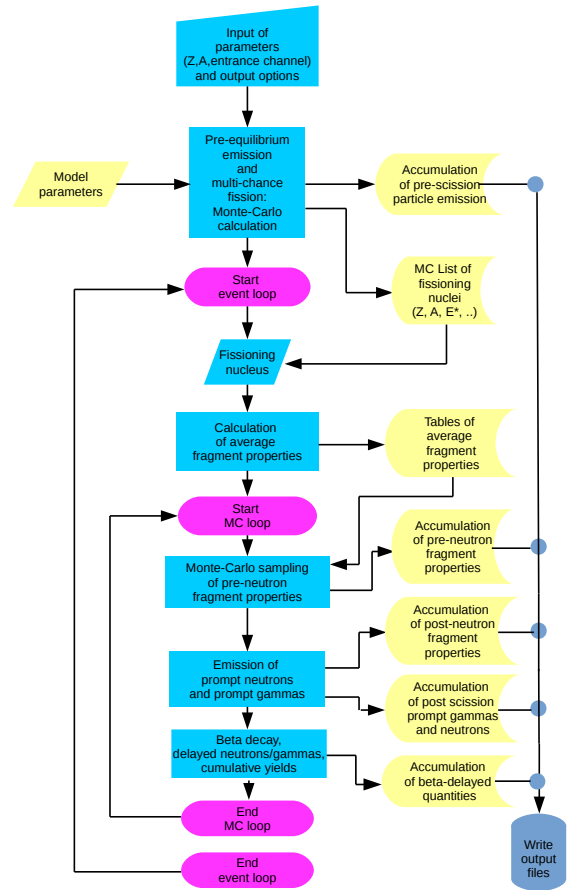 Input of
parameters
(Z,A,entrance channel)
and output options
Pre-equilibrium
emission
and
multi-chance
fission:
Monte-Carlo
calculation
Model
parameters
Accumulation
of pre-scission
particle emission
Start
event loop
MC List of
fissioning
nuclei
(Z, A, E*, ..)
Fissioning
nucleus
Calculation
of average
fragment properties
Tables of
average
fragment
properties
Start
MC loop
Accumulation
of pre-neutron
fragment
properties
Monte-Carlo sampling
of pre-neutron
fragment properties
Accumulation
of post-neutron
fragment
properties
Emission of
prompt neutrons
and prompt gammas
Accumulation
of post scission
prompt gammas
and neutrons
Beta decay,
delayed neutrons/gammas,
cumulative yields
Accumulation
of beta-delayed
quantities
End
MC loop
Write
output
files
End
event loop